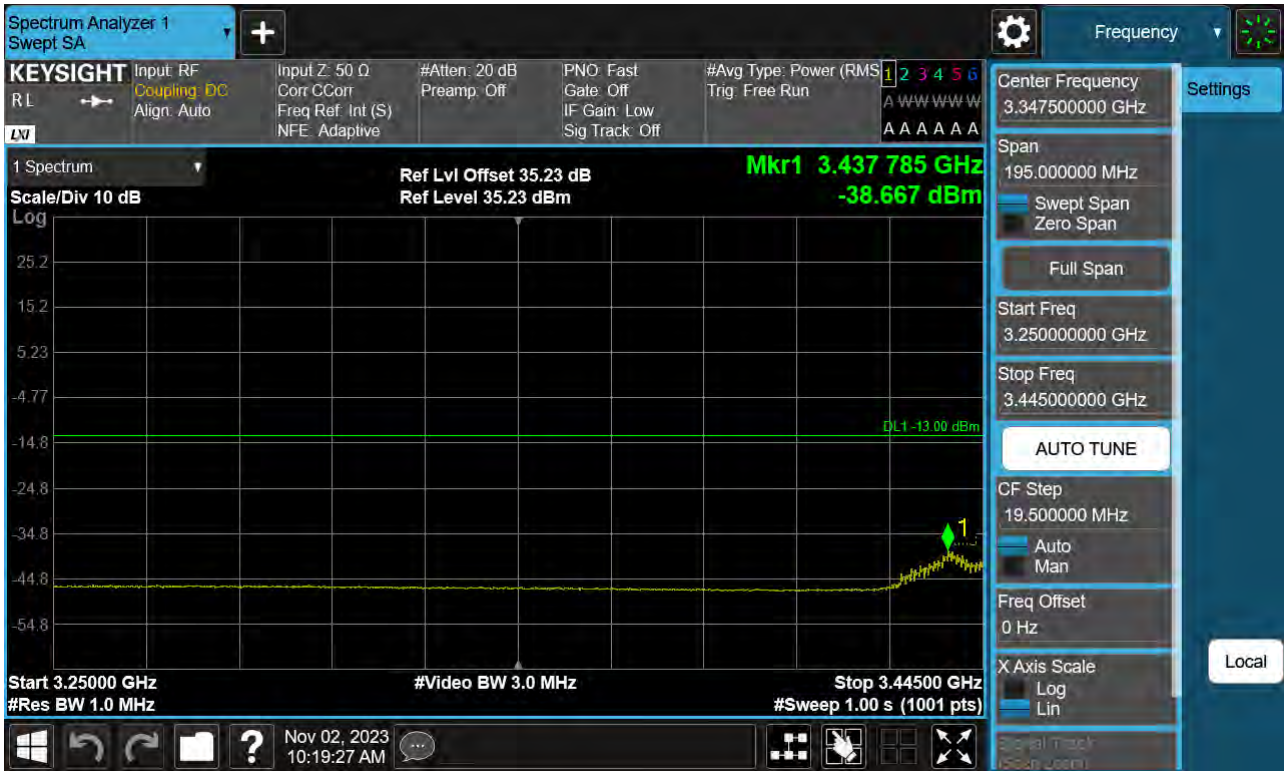 Spectrum Analyzer 1
Swept SA
Frequency
KEYSIGHT
RL
LXI
Input: RF
Coupling: DC
Align: Auto
Input Z: 50 Ω
Corr CCorr
Freq Ref: Int (S)
NFE: Adaptive
#Atten: 20 dB
Preamp: Off
PNO: Fast
Gate: Off
IF Gain: Low
Sig Track: Off
#Avg Type: Power (RMS
Trig: Free Run
1 2 3 4 5 6
A W W W W W
A A A A A A
1 Spectrum
Scale/Div 10 dB
Log
Ref Lvl Offset 35.23 dB
Ref Level 35.23 dBm
Mkr1 3.437 785 GHz
-38.667 dBm
25.2
15.2
5.23
-4.77
DL1 -13.00 dBm
-14.8
-24.8
-34.8
1
-44.8
-54.8
Start 3.25000 GHz
#Video BW 3.0 MHz
Stop 3.44500 GHz
#Res BW 1.0 MHz
#Sweep 1.00 s (1001 pts)
Center Frequency
3.347500000 GHz
Settings
Span
195.000000 MHz
Swept Span
Zero Span
Full Span
Start Freq
3.250000000 GHz
Stop Freq
3.445000000 GHz
AUTO TUNE
CF Step
19.500000 MHz
Auto
Man
Freq Offset
0 Hz
X Axis Scale
Log
Lin
Local
Signal Track
(Span Zoom)
?
Nov 02, 2023
10:19:27 AM